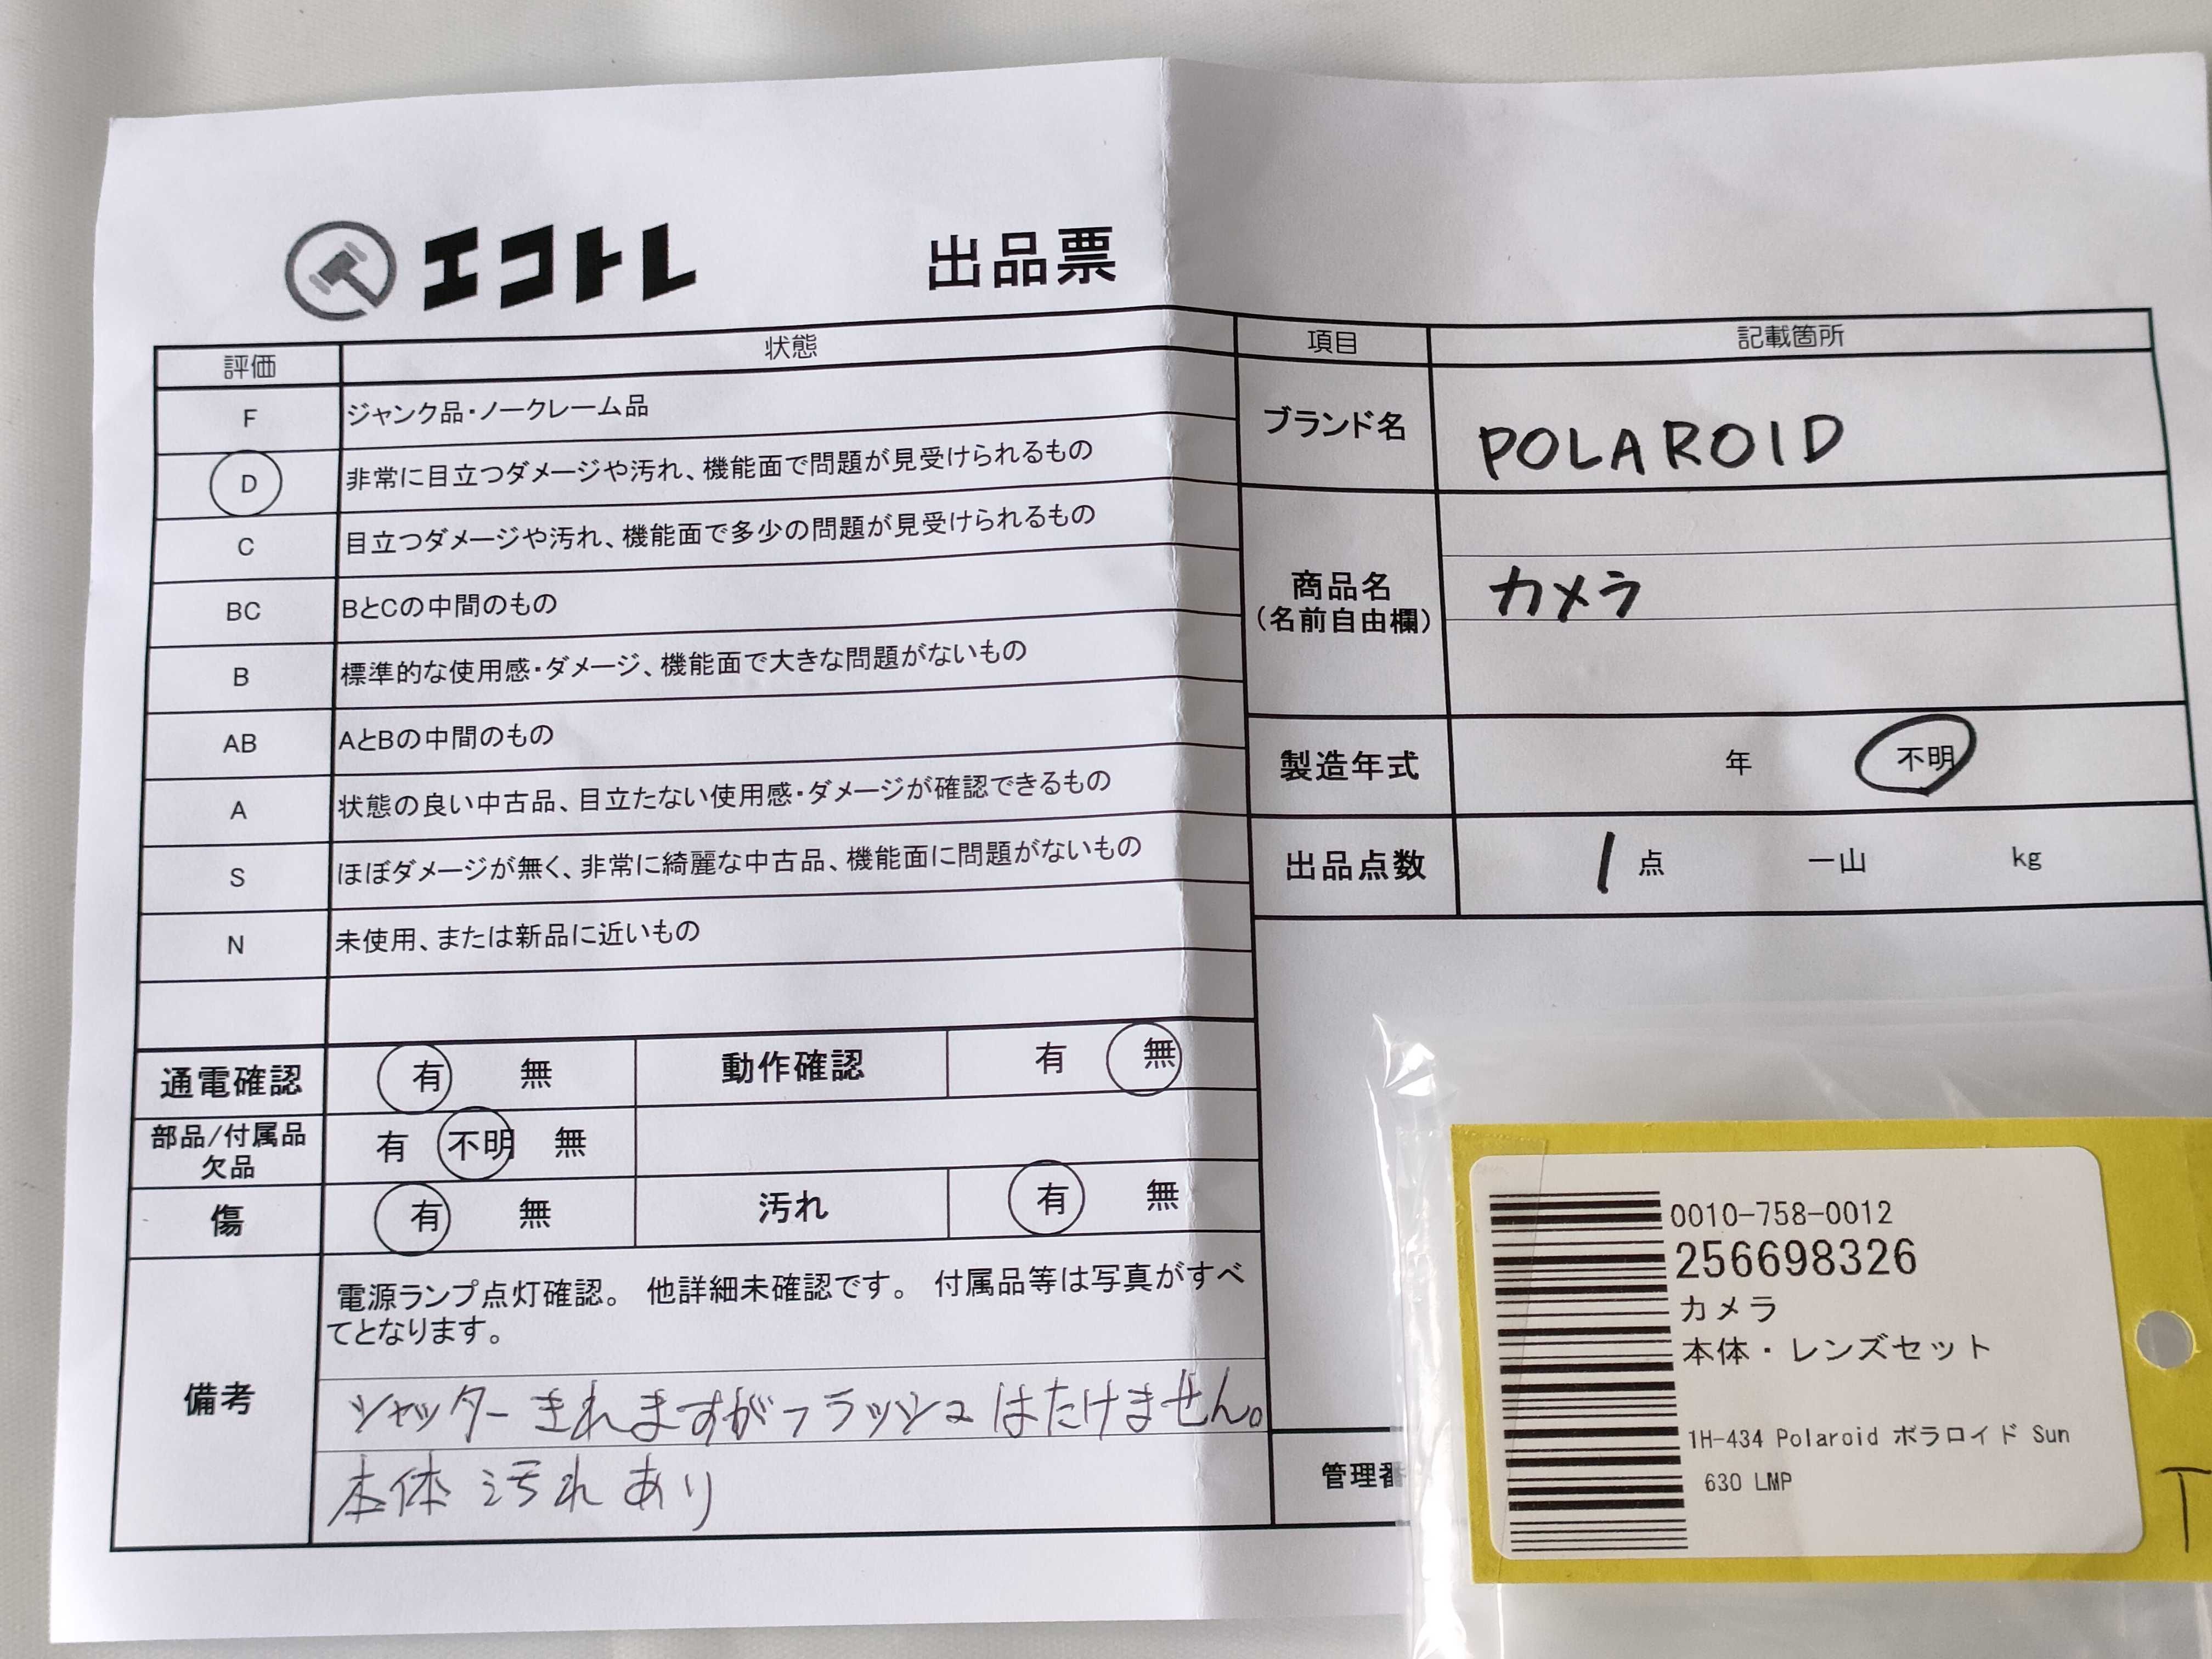 エコトレ 出品票
評価 状態
F ジャンク品・ノークレーム品
D 非常に目立つダメージや汚れ、機能面で問題が見受けられるもの
C 目立つダメージや汚れ、機能面で多少の問題が見受けられるもの
BC BとCの中間のもの
B 標準的な使用感・ダメージ、機能面で大きな問題がないもの
AB AとBの中間のもの
A 状態の良い中古品、目立たない使用感・ダメージが確認できるもの
S ほぼダメージが無く、非常に綺麗な中古品、機能面に問題がないもの
N 未使用、または新品に近いもの
通電確認 有 無 動作確認 有 無
部品/付属品
欠品 有 不明 無
傷 有 無 汚れ 有 無
備考
電源ランプ点灯確認。 他詳細未確認です。 付属品等は写真がすべ
てとなります。
シャッターきれますがフラッシュはたけません。
本体 汚れ あり
項目 記載箇所
ブランド名 POLAROID
商品名
(名前自由欄)
カメラ
製造年式 年 不明
出品点数 1 点 一山 kg
管理番
0010-758-0012
256698326
カメラ
本体・レンズセット
1H-434 Polaroid ポラロイド Sun
630 LMP
T